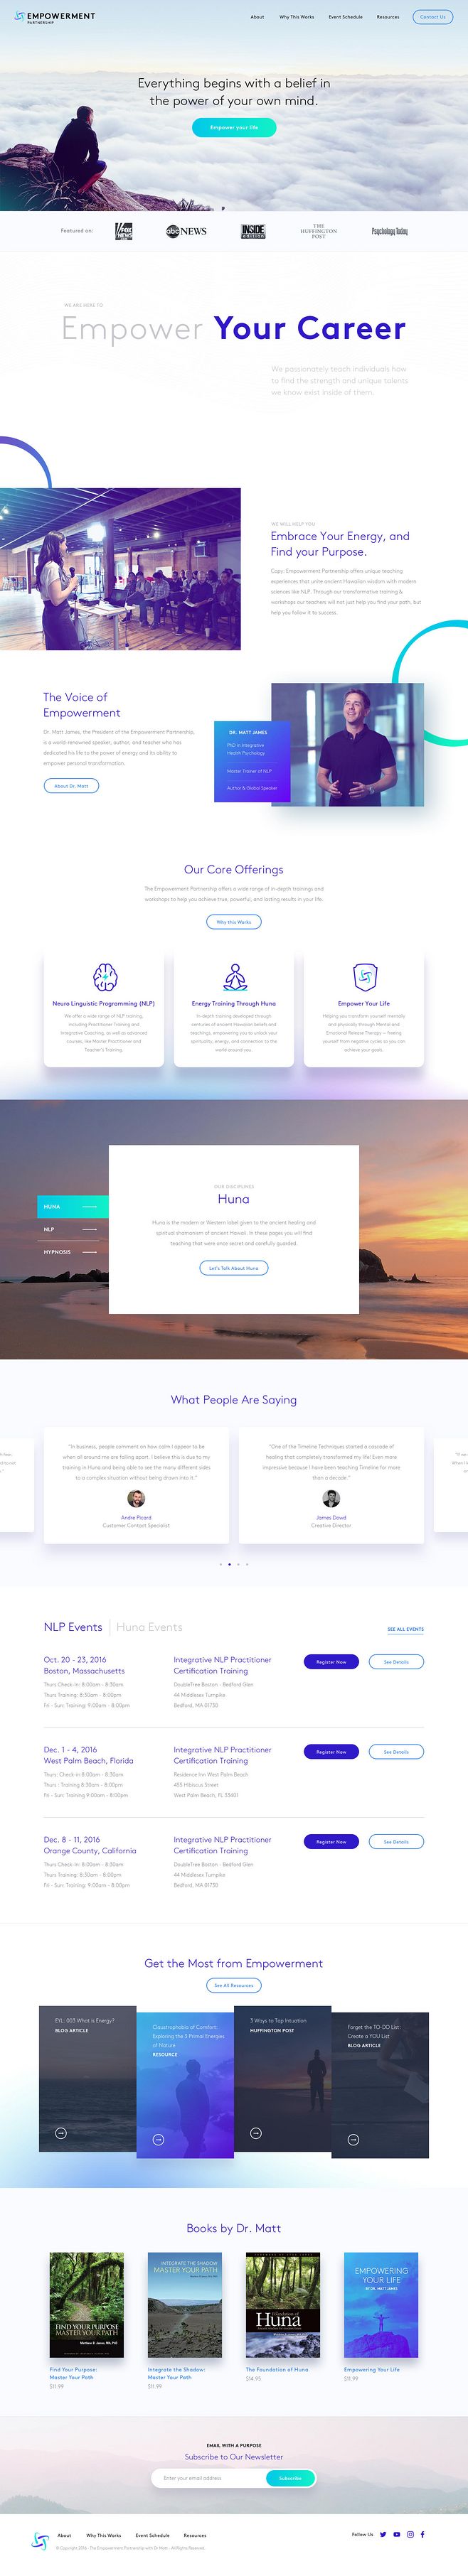 EMPOWERMENT
PARTNERSHIP
About
Why This Works
Event Schedule
Resources
Contact Us
Everything begins with a belief in
the power of your own mind.
Empower your life
Featured on:
FOX
NEWS
abc NEWS
INSIDE
EDITION
THE
HUFFINGTON
POST
Psychology Today
WE ARE HERE TO
Empower Your Career
We passionately teach individuals how
to find the strength and unique talents
we know exist inside of them.
WE WILL HELP YOU
Embrace Your Energy, and
Find your Purpose.
Copy: Empowerment Partnership offers unique teaching
experiences that unite ancient Hawaiian wisdom with modern
sciences like NLP. Through our transformative training &
workshops our teachers will not just help you find your path, but
help you follow it to success.
The Voice of
Empowerment
Dr. Matt James, the President of the Empowerment Partnership,
is a world renowned speaker, author, and teacher who has
dedicated his life to the power of energy and its ability to
empower personal transformation.
About Dr. Matt
DR. MATT JAMES
PhD in Integrative
Health Psychology
Master Trainer of NLP
Author & Global Speaker
Our Core Offerings
The Empowerment Partnership offers a wide range of in-depth trainings and
workshops to help you achieve true, powerful, and lasting results in your life.
Why this Works
Neuro Linguistic Programming (NLP)
We offer a wide range of NLP training,
including Practitioner Training and
Integrative Coaching, as well as advanced
courses, like Master Practitioner and
Teacher's Training.
Energy Training Through Huna
In-depth training developed through
centuries of ancient Hawaiian beliefs and
teachings, empowering you to unlock your
spirituality, energy, and connection to the
world around you.
Empower Your Life
Helping you transform yourself mentally
and physically through Mental and
Emotional Release Therapy – freeing
yourself from negative cycles so you can
achieve your goals.
OUR DISCIPLINES
Huna
HUNA
NLP
HYPNOSIS
Huna is the modern or Western label given to the ancient healing and
spiritual shamanism of ancient Hawaii. In these pages you will find
teaching that were once secret and carefully guarded.
Let's Talk About Huna
What People Are Saying
"In business, people comment on how calm I appear to be
when all around me are falling apart. I believe this is due to my
training in Huna and being able to see the many different sides
to a complex situation without being drawn into it."
Andre Picard
Customer Contact Specialist
"One of the Timeline Techniques started a cascade of
healing that completely transformed my life! Even more
impressive because I have been teaching Timeline for more
than a decade."
James Dowd
Creative Director
NLP Events
Huna Events
SEE ALL EVENTS
Oct. 20 - 23, 2016
Boston, Massachusetts
Thurs Check-In: 8:00am - 8:30am
Thurs Training: 8:30am - 8:00pm
Fri - Sun: Training: 9:00am - 8:00pm
Integrative NLP Practitioner
Certification Training
DoubleTree Boston - Bedford Glen
44 Middlesex Turnpike
Bedford, MA 01730
Register Now
See Details
Dec. 1 - 4, 2016
West Palm Beach, Florida
Thurs: Check-in 8:00am - 8:30am
Thurs: Training 8:30am - 8:00pm
Fri - Sun: Training 9:00am - 8:00pm
Integrative NLP Practitioner
Certification Training
Residence Inn West Palm Beach
455 Hibiscus Street
West Palm Beach, FL 33401
Register Now
See Details
Dec. 8 - 11, 2016
Orange County, California
Thurs Check-In: 8:00am - 8:30am
Thurs Training: 8:30am - 8:00pm
Fri - Sun: Training: 9:00am - 8:00pm
Integrative NLP Practitioner
Certification Training
DoubleTree Boston - Bedford Glen
44 Middlesex Turnpike
Bedford, MA 01730
Register Now
See Details
Get the Most from Empowerment
See All Resources
EYL: 003 What is Energy?
BLOG ARTICLE
Claustrophobia of Comfort:
Exploring the 3 Primal Energies
of Nature
RESOURCE
3 Ways to Tap Intuition
HUFFINGTON POST
Forget the TO-DO List:
Create a YOU List
BLOG ARTICLE
Books by Dr. Matt
FIND YOUR PURPOSE
MASTER YOUR PATH
Matthew B. James, MA, PhD
INTEGRATE THE SHADOW
MASTER YOUR PATH
Foundation of
Huna
EMPOWERING
YOUR LIFE
BY DR. MATT JAMES
Find Your Purpose:
Master Your Path
$11.99
Integrate the Shadow:
Master Your Path
$11.99
The Foundation of Huna
$14.95
Empowering Your Life
$11.99
EMAIL WITH A PURPOSE
Subscribe to Our Newsletter
Enter your email address
Subscribe
About
Why This Works
Event Schedule
Resources
Follow Us
© Copyright 2016 - The Empowerment Partnership with Dr. Matt - All Rights Reserved